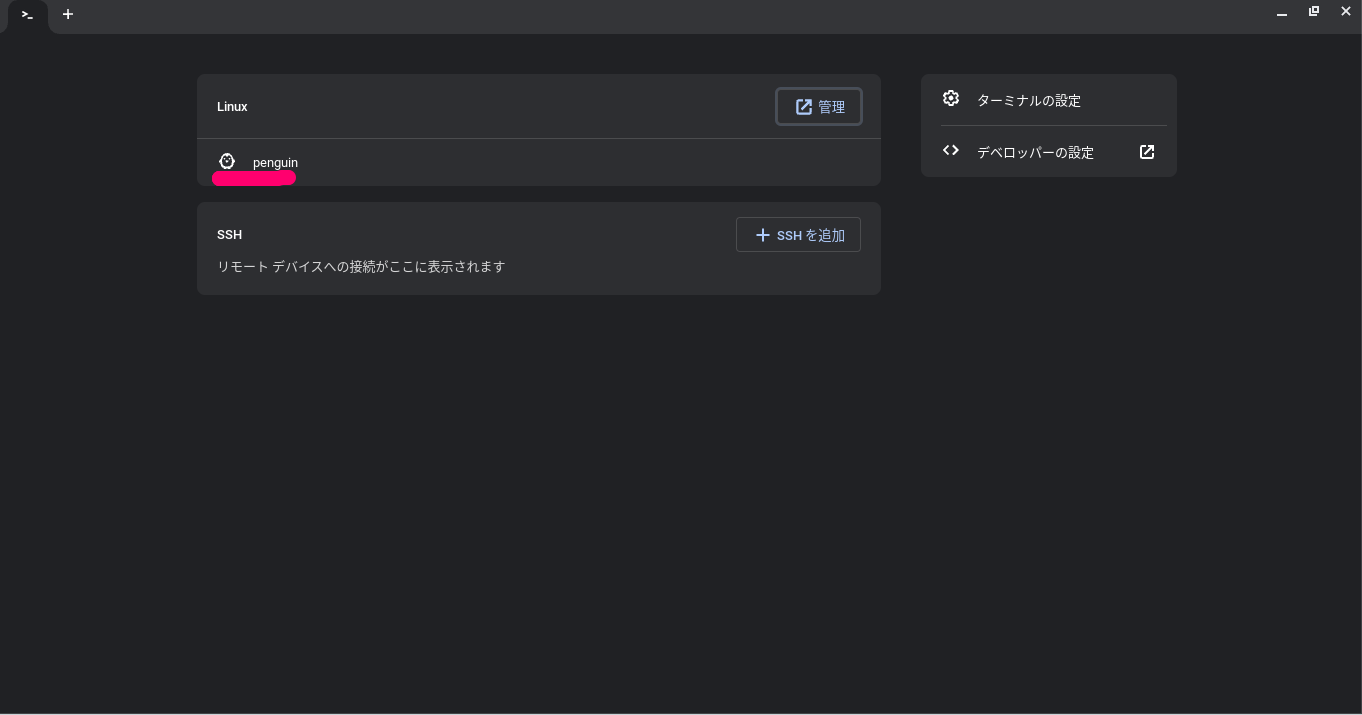 Linux
管理
penguin
SSH
SSH を追加
リモート デバイスへの接続がここに表示されます
ターミナルの設定
デベロッパーの設定